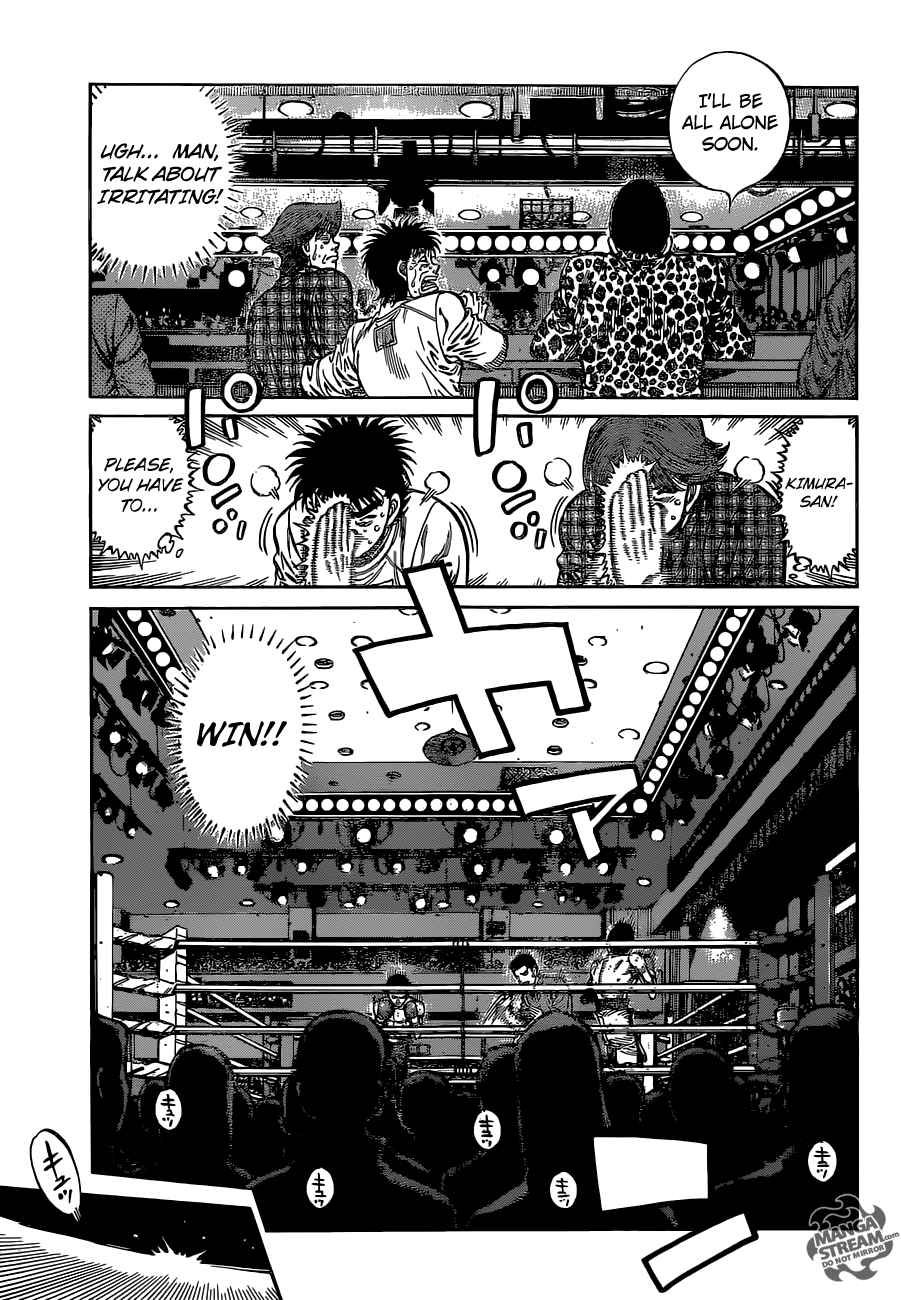 I'LL BE
ALL ALONE
SOON.
UGH... MAN,
TALK ABOUT
IRRITATING!
KIMURA-
SAN!
PLEASE,
YOU HAVE
TO...
WIN!!
サァ
キュッ
キュッ
キュッ
キュッ
キュッ
キュッ
MANGA
STREAM.com
DO NOT MIRROR